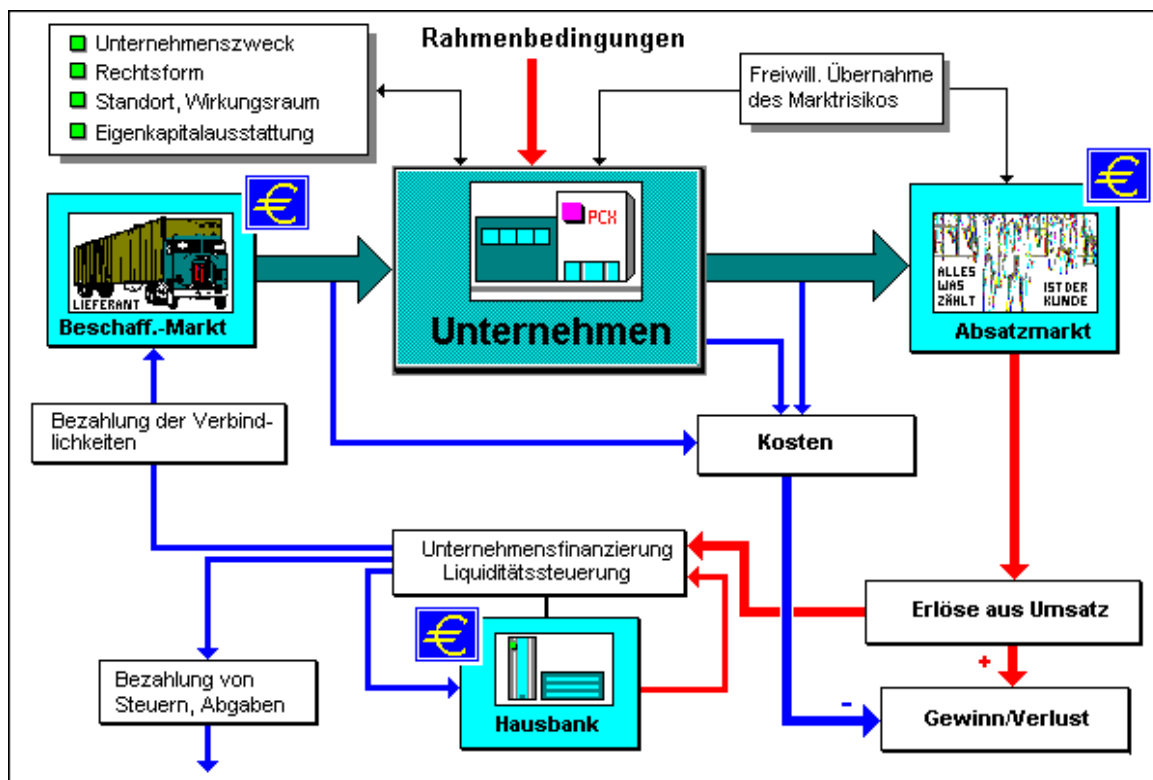 Unternehmenszweck
Rechtsform
Standort, Wirkungsraum
Eigenkapitalausstattung
Rahmenbedingungen
Freiwill. Übernahme
des Marktrisikos
€
€
PCX
LIEFERANT
Beschaff.-Markt
Unternehmen
ALLES
WAS
ZÄHLT
IST DER
KUNDE
Absatzmarkt
Bezahlung der Verbind-
lichkeiten
Kosten
Unternehmensfinanzierung
Liquiditätssteuerung
Erlöse aus Umsatz
+
€
Hausbank
Bezahlung von
Steuern, Abgaben
-
Gewinn/Verlust